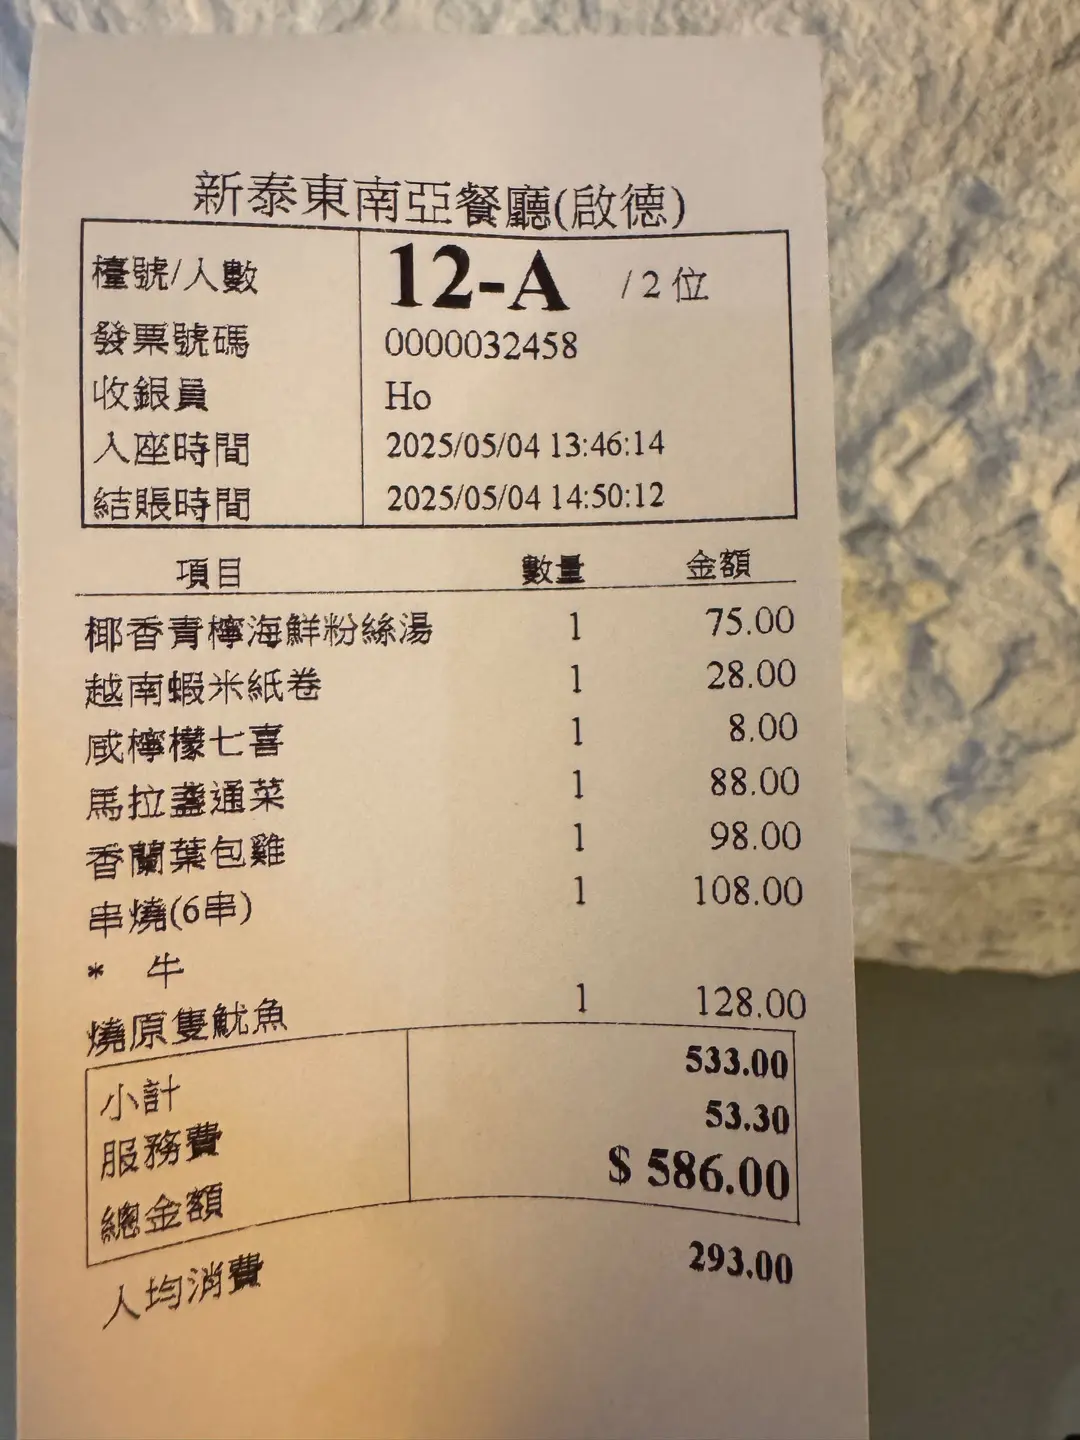 新泰東南亞餐廳(啟德)
檯號/人數 12-A / 2 位
發票號碼 0000032458
收銀員 Ho
入座時間 2025/05/04 13:46:14
結賬時間 2025/05/04 14:50:12
項目 數量 金額
椰香青檸海鮮粉絲湯 1 75.00
越南蝦米紙卷 1 28.00
咸檸檬七喜 1 8.00
馬拉盞通菜 1 88.00
香蘭葉包雞 1 98.00
串燒(6串) 1 108.00
* 牛
燒原隻魷魚 1 128.00
小計 533.00
服務費 53.30
總金額 $ 586.00
人均消費 293.00